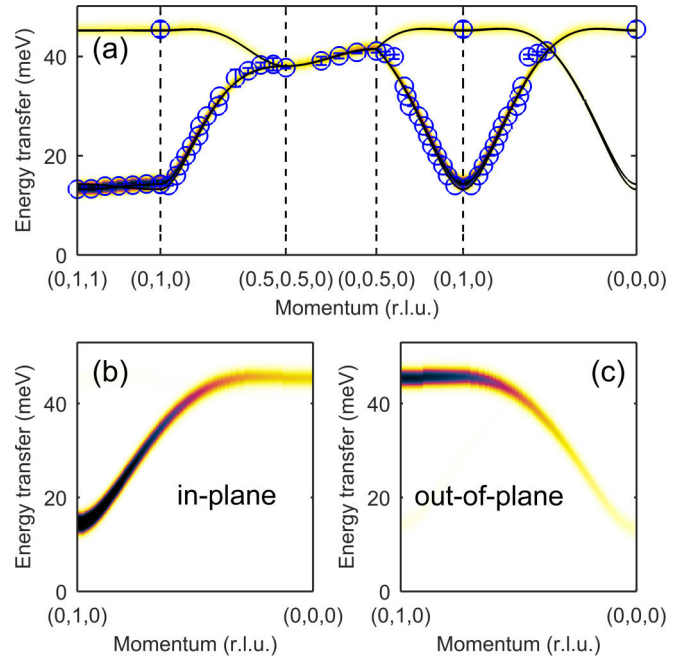 (a)
Energy transfer (meV)
40
20
0
(0,1,1) (0,1,0) (0.5,0.5,0) (0,0.5,0) (0,1,0) (0,0,0)
Momentum (r.l.u.)
(b)
in-plane
Energy transfer (meV)
40
20
0
(0,1,0) (0,0,0)
Momentum (r.l.u.)
(c)
out-of-plane
Energy transfer (meV)
40
20
0
(0,1,0) (0,0,0)
Momentum (r.l.u.)